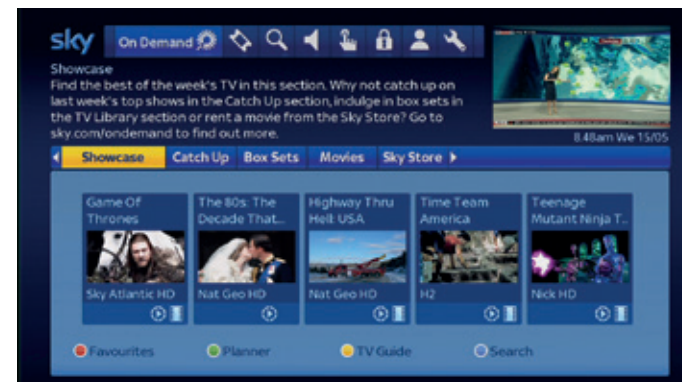 sky On Demand
Showcase
Find the best of the week's TV in this section. Why not catch up on
last week's top shows in the Catch Up section, indulge in box sets in
the TV Library section or rent a movie from the Sky Store? Go to
sky.com/ondemand to find out more.
8.48am We 15/05
Showcase Catch Up Box Sets Movies Sky Store
Game Of
Thrones
Sky Atlantic HD
The 80s: The
Decade That...
Nat Geo HD
Highway Thru
Hell: USA
Nat Geo HD
Time Team
America
H2
Teenage
Mutant Ninja T..
Nick HD
Favourites Planner TV Guide Search